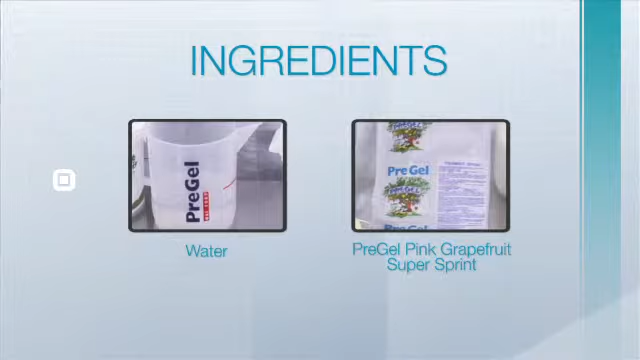 INGREDIENTS
PreGel
PreGel
PreGel
Water
PreGel Pink Grapefruit
Super Sprint